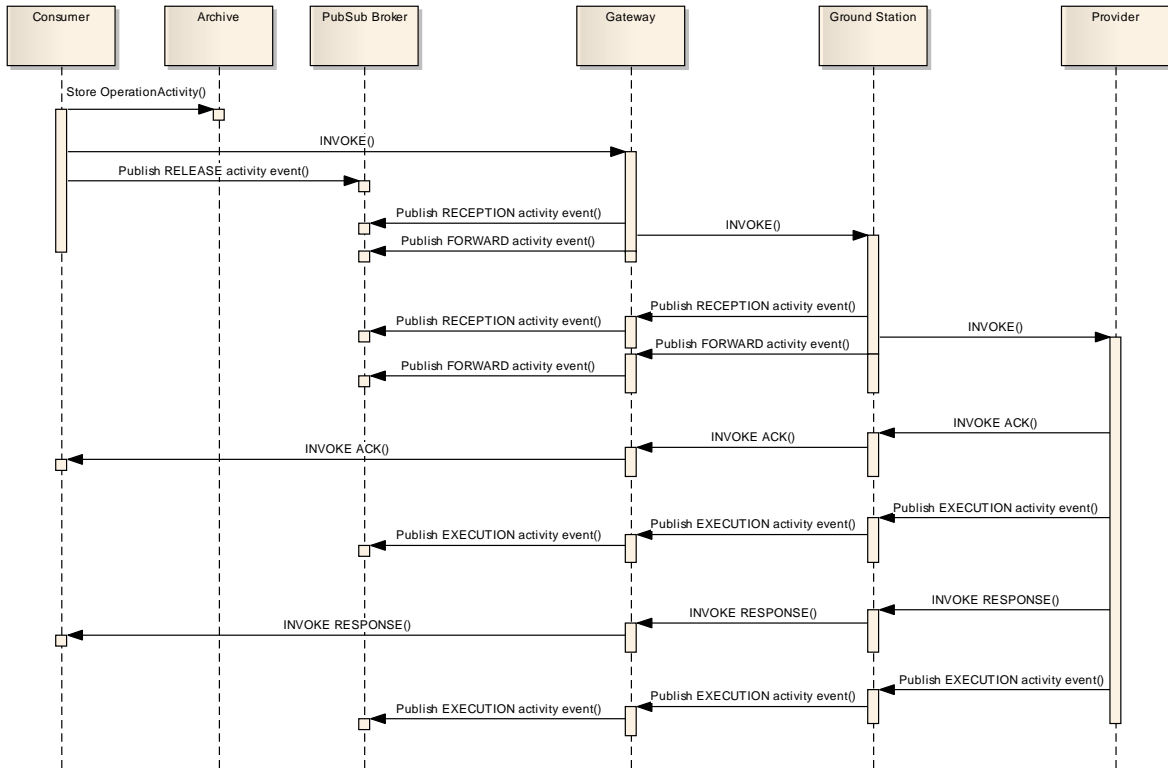 Consumer
Archive
PubSub Broker
Gateway
Ground Station
Provider
Store OperationActivity()
INVOKE()
Publish RELEASE activity event()
Publish RECEPTION activity event()
INVOKE()
Publish FORWARD activity event()
Publish RECEPTION activity event()
Publish RECEPTION activity event()
INVOKE()
Publish FORWARD activity event()
Publish FORWARD activity event()
INVOKE ACK()
INVOKE ACK()
INVOKE ACK()
Publish EXECUTION activity event()
Publish EXECUTION activity event()
Publish EXECUTION activity event()
INVOKE RESPONSE()
INVOKE RESPONSE()
INVOKE RESPONSE()
Publish EXECUTION activity event()
Publish EXECUTION activity event()
Publish EXECUTION activity event()